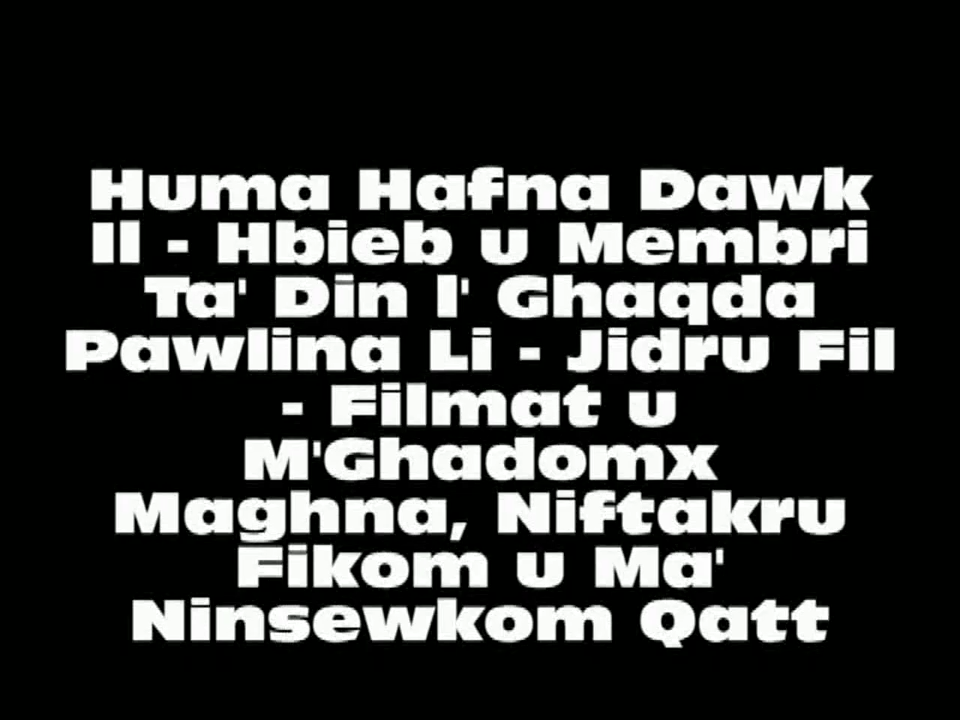 Huma Hafna Dawk
Il - Hbieb u Membri
Ta' Din l' Ghaqda
Pawlina Li - Jidru Fil
- Filmat u
M'Ghadomx
Maghna, Niftakru
Fikom u Ma'
Ninsewkom Qatt